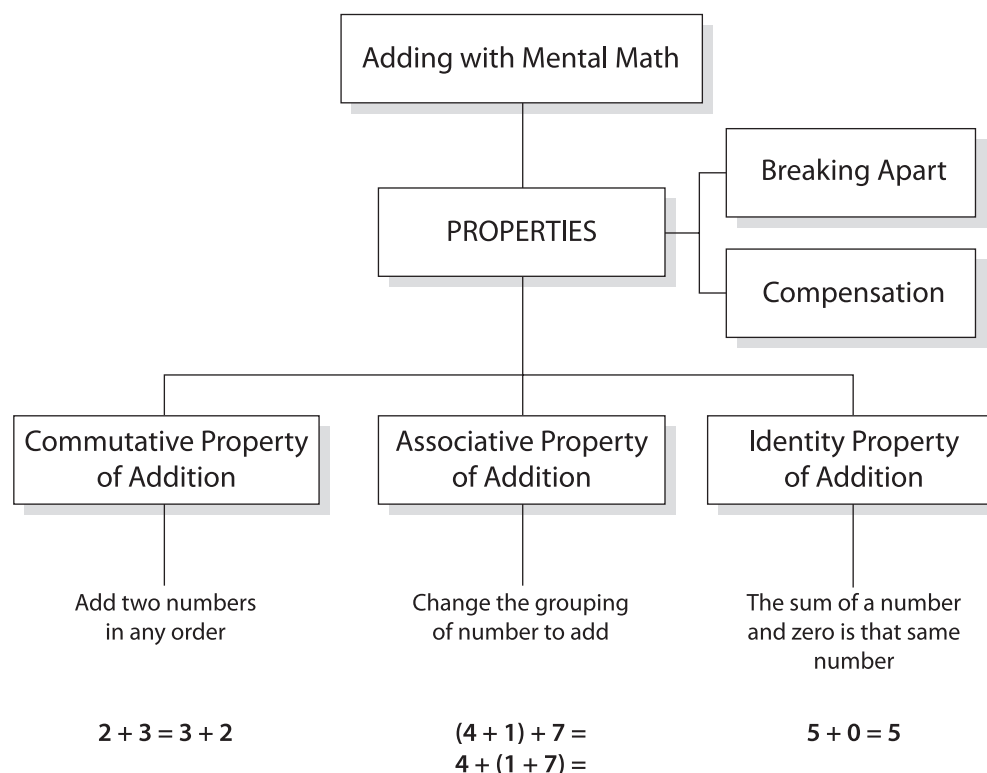 Adding with Mental Math
Breaking Apart
PROPERTIES
Compensation
Commutative Property
of Addition
Associative Property
of Addition
Identity Property
of Addition
Add two numbers
in any order
Change the grouping
of number to add
The sum of a number
and zero is that same
number
2 + 3 = 3 + 2
(4 + 1) + 7 =
4 + (1 + 7) =
5 + 0 = 5